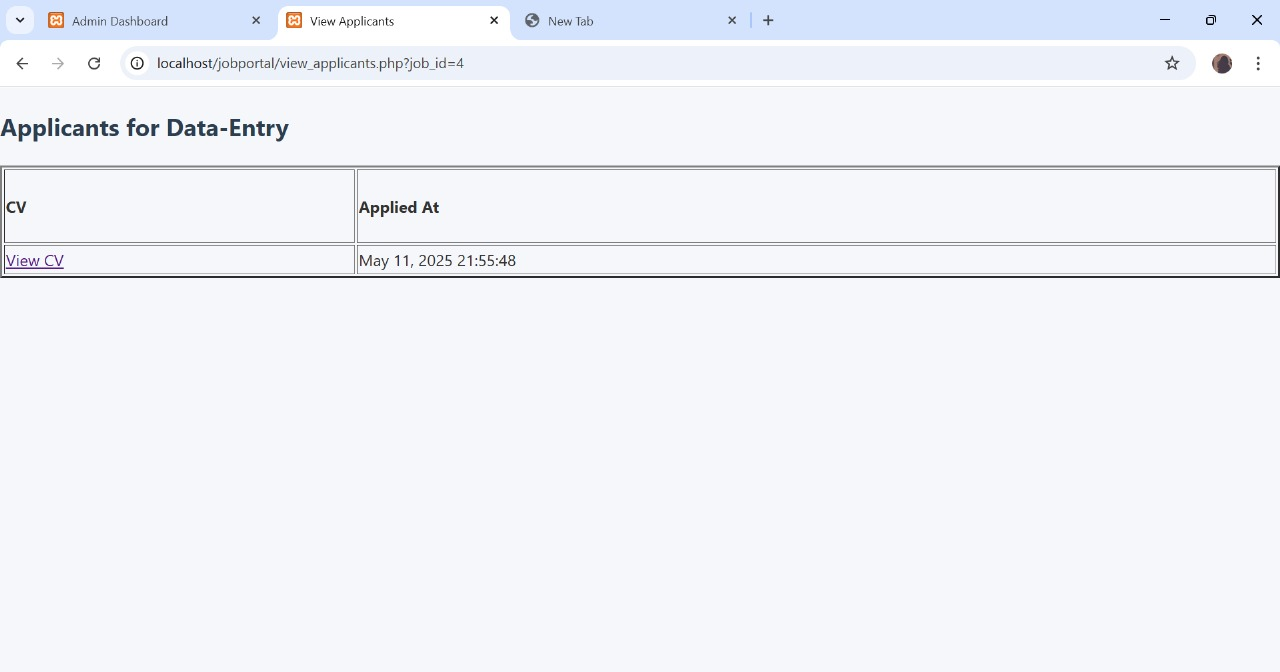 Admin Dashboard
View Applicants
New Tab
localhost/jobportal/view_applicants.php?job_id=4
Applicants for Data-Entry
CV
Applied At
View CV
May 11, 2025 21:55:48